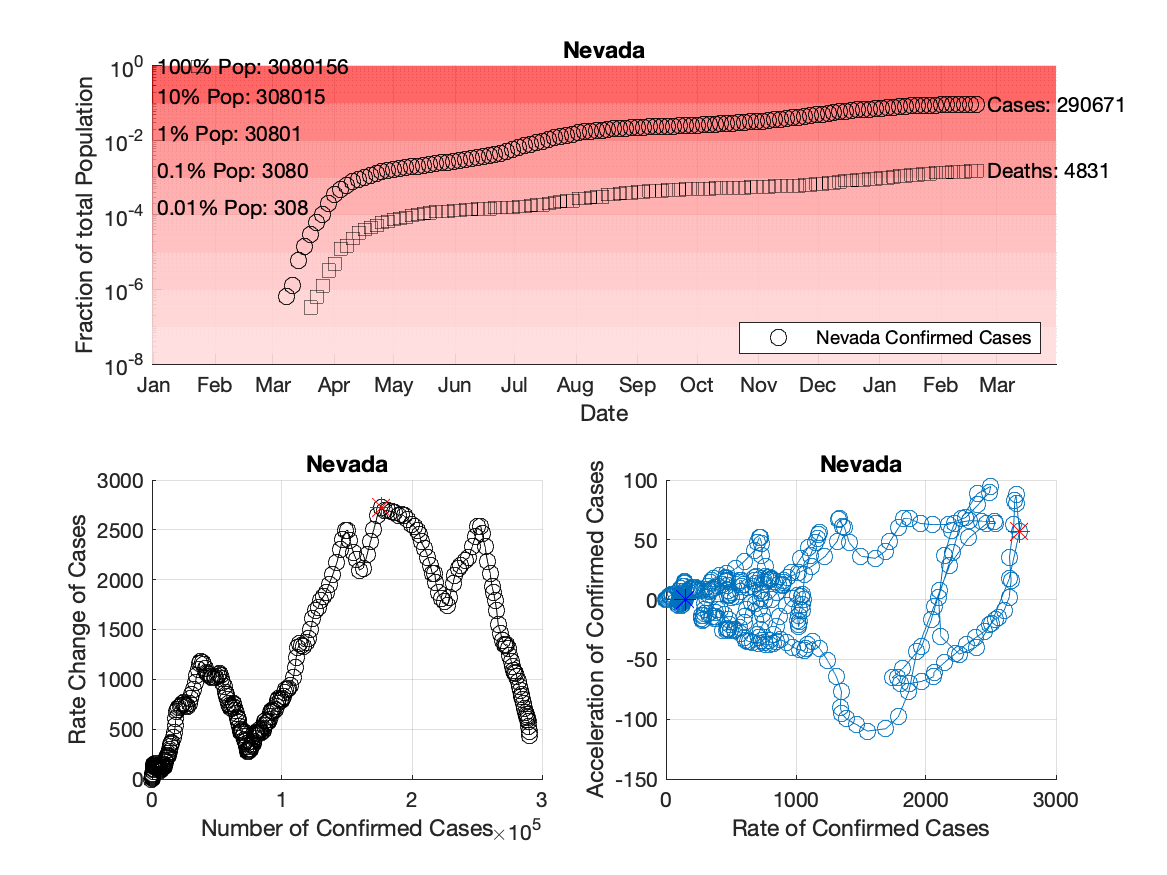 Nevada
Fraction of total Population
10^0
10^-2
10^-4
10^-6
10^-8
100% Pop: 3080156
10% Pop: 308015
1% Pop: 30801
0.1% Pop: 3080
0.01% Pop: 308
Cases: 290671
Deaths: 4831
Nevada Confirmed Cases
Jan Feb Mar Apr May Jun Jul Aug Sep Oct Nov Dec Jan Feb Mar
Date
Nevada
Rate Change of Cases
3000
2500
2000
1500
1000
500
0
0 1 2 3
Number of Confirmed Cases ×10^5
Nevada
Acceleration of Confirmed Cases
100
50
0
-50
-100
-150
0 1000 2000 3000
Rate of Confirmed Cases